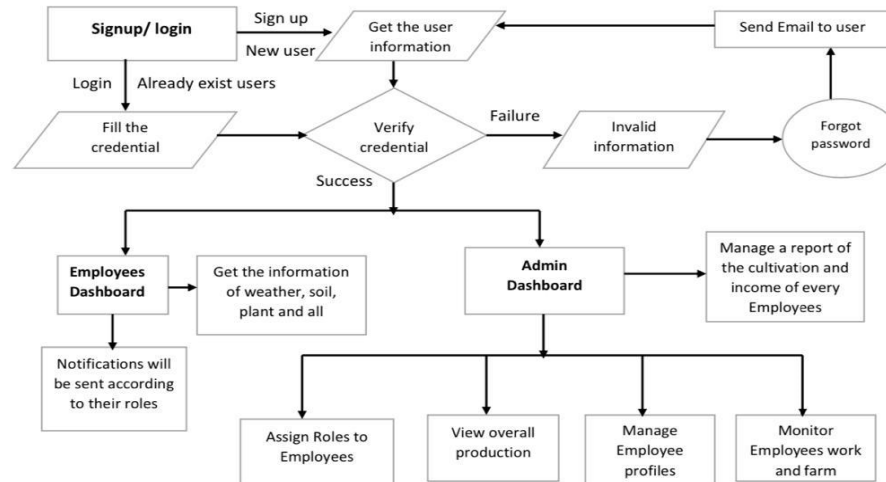 Signup/ login
Sign up
New user
Get the user
information
Send Email to user
Login
Already exist users
Fill the
credential
Verify
credential
Failure
Invalid
information
Forgot
password
Success
Employees
Dashboard
Get the information
of weather, soil,
plant and all
Admin
Dashboard
Manage a report of
the cultivation and
income of every
Employees
Notifications will
be sent according
to their roles
Assign Roles to
Employees
View overall
production
Manage
Employee
profiles
Monitor
Employees work
and farm